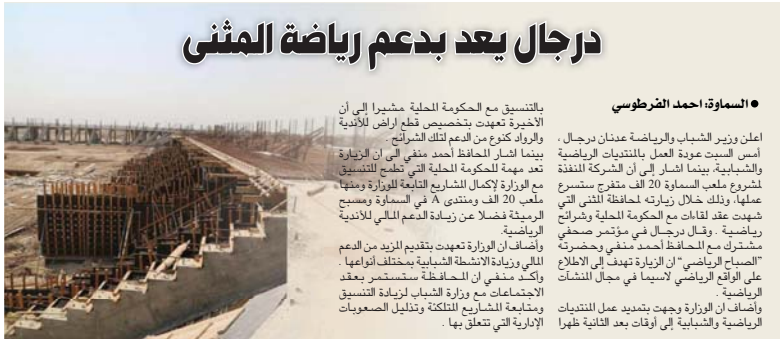 درجال يعد بدعم رياضة المثنى
● السماوة: احمد الفرطوسي
اعلن وزير الشباب والرياضة عدنان درجال ،
أمس السبت عودة العمل بالمنتديات الرياضية
والشبابية، بينما اشار إلى أن الشركة المنفذة
لمشروع ملعب السماوة 20 الف متفرج ستسرع
عملها، وذلك خلال زيارته لمحافظة المثنى التي
شهدت عقد لقاءات مع الحكومة المحلية وشرائح
رياضية . وقال درجال في مؤتمر صحفي
مشترك مع المحافظ أحمد منفي وحضرته
"الصباح الرياضي" ان الزيارة تهدف إلى الاطلاع
على الواقع الرياضي لاسيما في مجال المنشآت
الرياضية .
وأضاف ان الوزارة وجهت بتمديد عمل المنتديات
الرياضية والشبابية إلى أوقات بعد الثانية ظهرا
بالتنسيق مع الحكومة المحلية مشيرا إلى أن
الأخيرة تعهدت بتخصيص قطع اراض للأندية
والرواد كنوع من الدعم لتلك الشرائح .
بينما اشار المحافظ أحمد منفي الى ان الزيارة
تعد مهمة للحكومة المحلية التي تطمح للتنسيق
مع الوزارة لإكمال المشاريع التابعة للوزارة ومنها
ملعب 20 الف ومنتدى A في السماوة ومسبح
الرميثة فضلا عن زيادة الدعم المالي للأندية
الرياضية.
وأضاف ان الوزارة تعهدت بتقديم المزيد من الدعم
المالي وزيادة الانشطة الشبابية بمختلف أنواعها .
وأكد منفي ان المحافظة ستستمر بعقد
الاجتماعات مع وزارة الشباب لزيادة التنسيق
ومتابعة المشاريع المتلكئة وتذليل الصعوبات
الإدارية التي تتعلق بها .